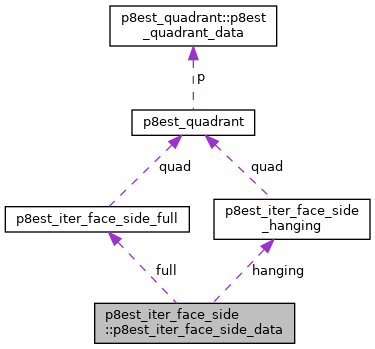 p8est_quadrant::p8est
_quadrant_data
p
p8est_quadrant
quad
quad
p8est_iter_face_side_full
p8est_iter_face_side
_hanging
full
hanging
p8est_iter_face_side
::p8est_iter_face_side_data